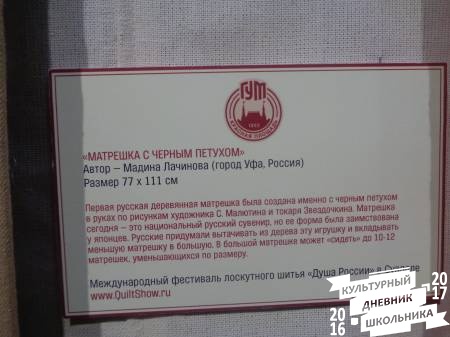 ГУМ
КРАСНАЯ ПЛОЩАДЬ
1893
«МАТРЕШКА С ЧЕРНЫМ ПЕТУХОМ»
Автор – Мадина Лачинова (город Уфа, Россия)
Размер 77 х 111 см
Первая русская деревянная матрешка была создана именно с черным петухом
в руках по рисункам художника С. Малютина и токаря Звездочкина. Матрешка
сегодня – это национальный русский сувенир, но ее форма была заимствована
у японцев. Русские придумали вытачивать из дерева эту игрушку и вкладывать
меньшую матрешку в большую. В большой матрешке может «сидеть» до 10-12
матрешек, уменьшающихся по размеру.
Международный фестиваль лоскутного шитья «Душа России» в
www.QuiltShow.ru
КУЛЬТУРНЫЙ
ДНЕВНИК
ШКОЛЬНИКА
2016
2017